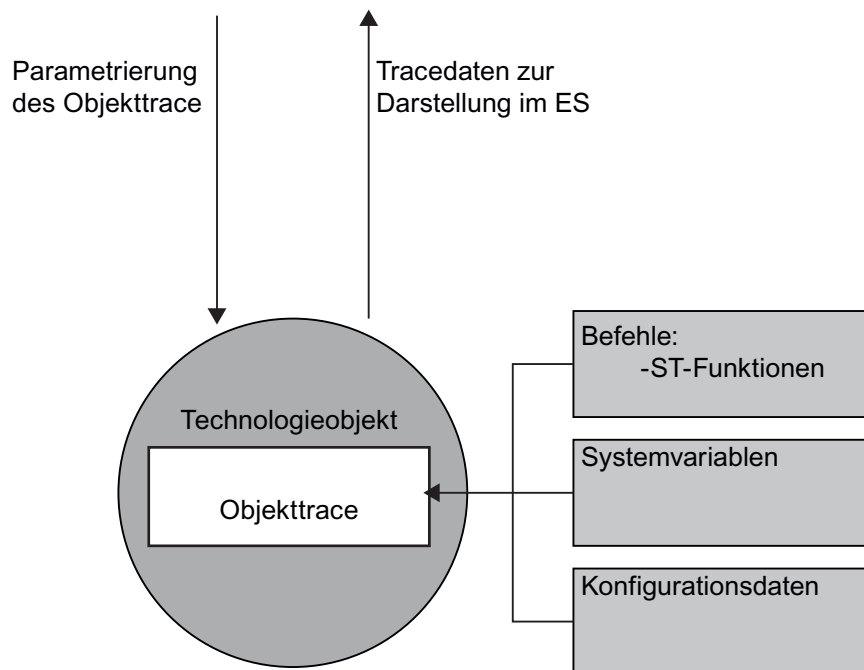 Parametrierung
des Objekttrace
Tracedaten zur
Darstellung im ES
Technologieobjekt
Objekttrace
Befehle:
-ST-Funktionen
Systemvariablen
Konfigurationsdaten